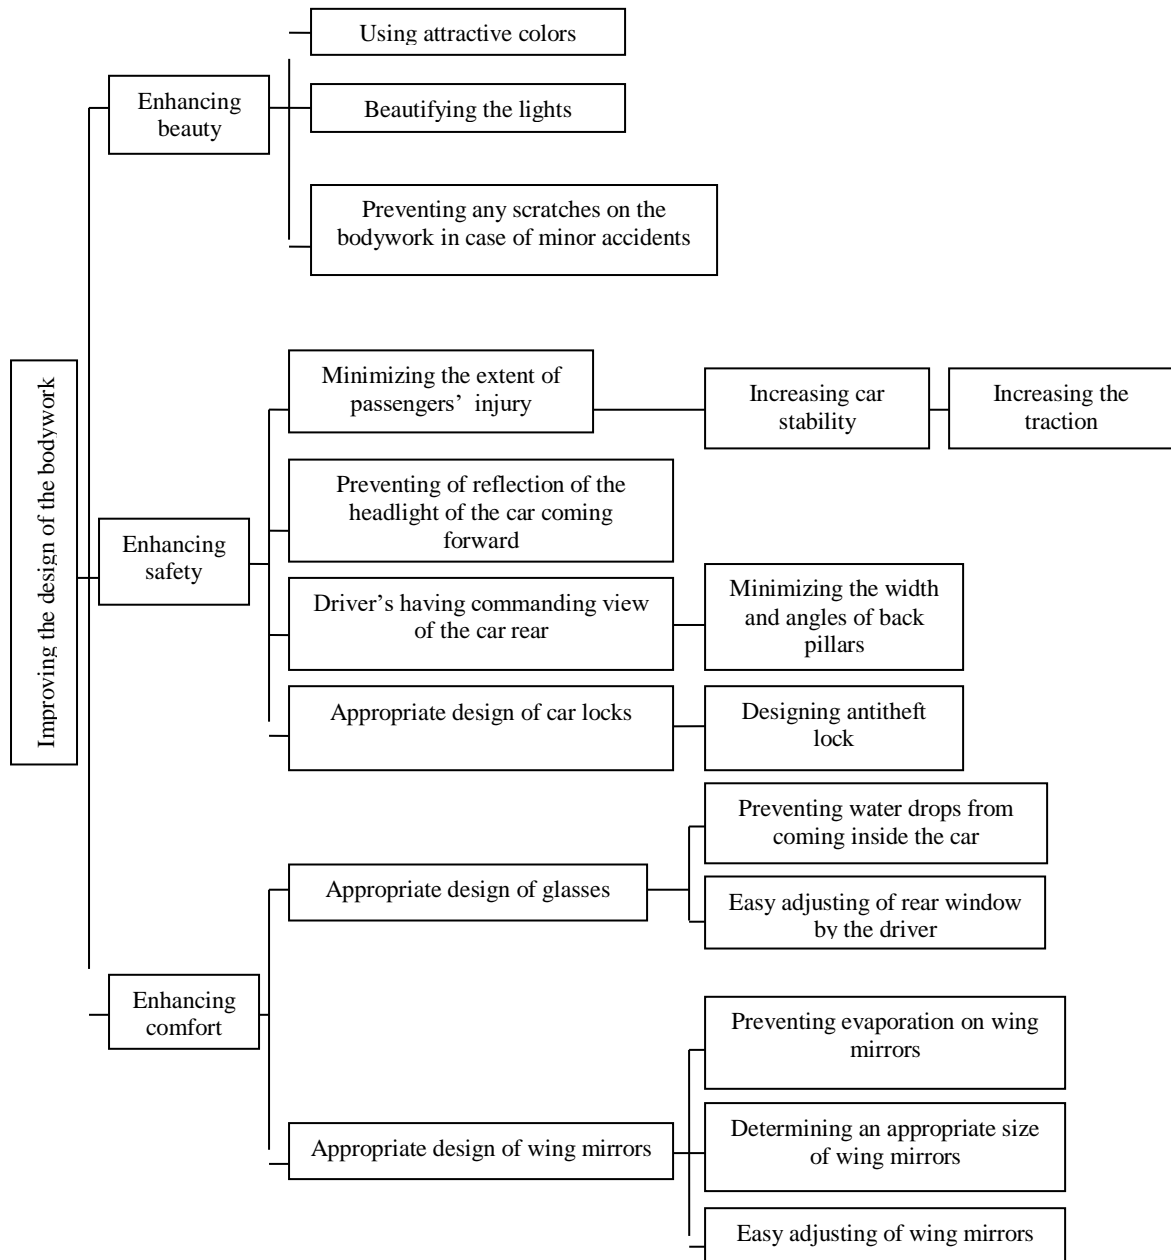 Using attractive colors
Enhancing
beauty
Beautifying the lights
Preventing any scratches on the
bodywork in case of minor accidents
Improving the design of the bodywork
Minimizing the extent of
passengers’ injury
Increasing car
stability
Increasing the
traction
Preventing of reflection of the
headlight of the car coming
forward
Enhancing
safety
Driver’s having commanding view
of the car rear
Minimizing the width
and angles of back
pillars
Appropriate design of car locks
Designing antitheft
lock
Preventing water drops from
coming inside the car
Appropriate design of glasses
Easy adjusting of rear window
by the driver
Enhancing
comfort
Preventing evaporation on wing
mirrors
Appropriate design of wing mirrors
Determining an appropriate size
of wing mirrors
Easy adjusting of wing mirrors